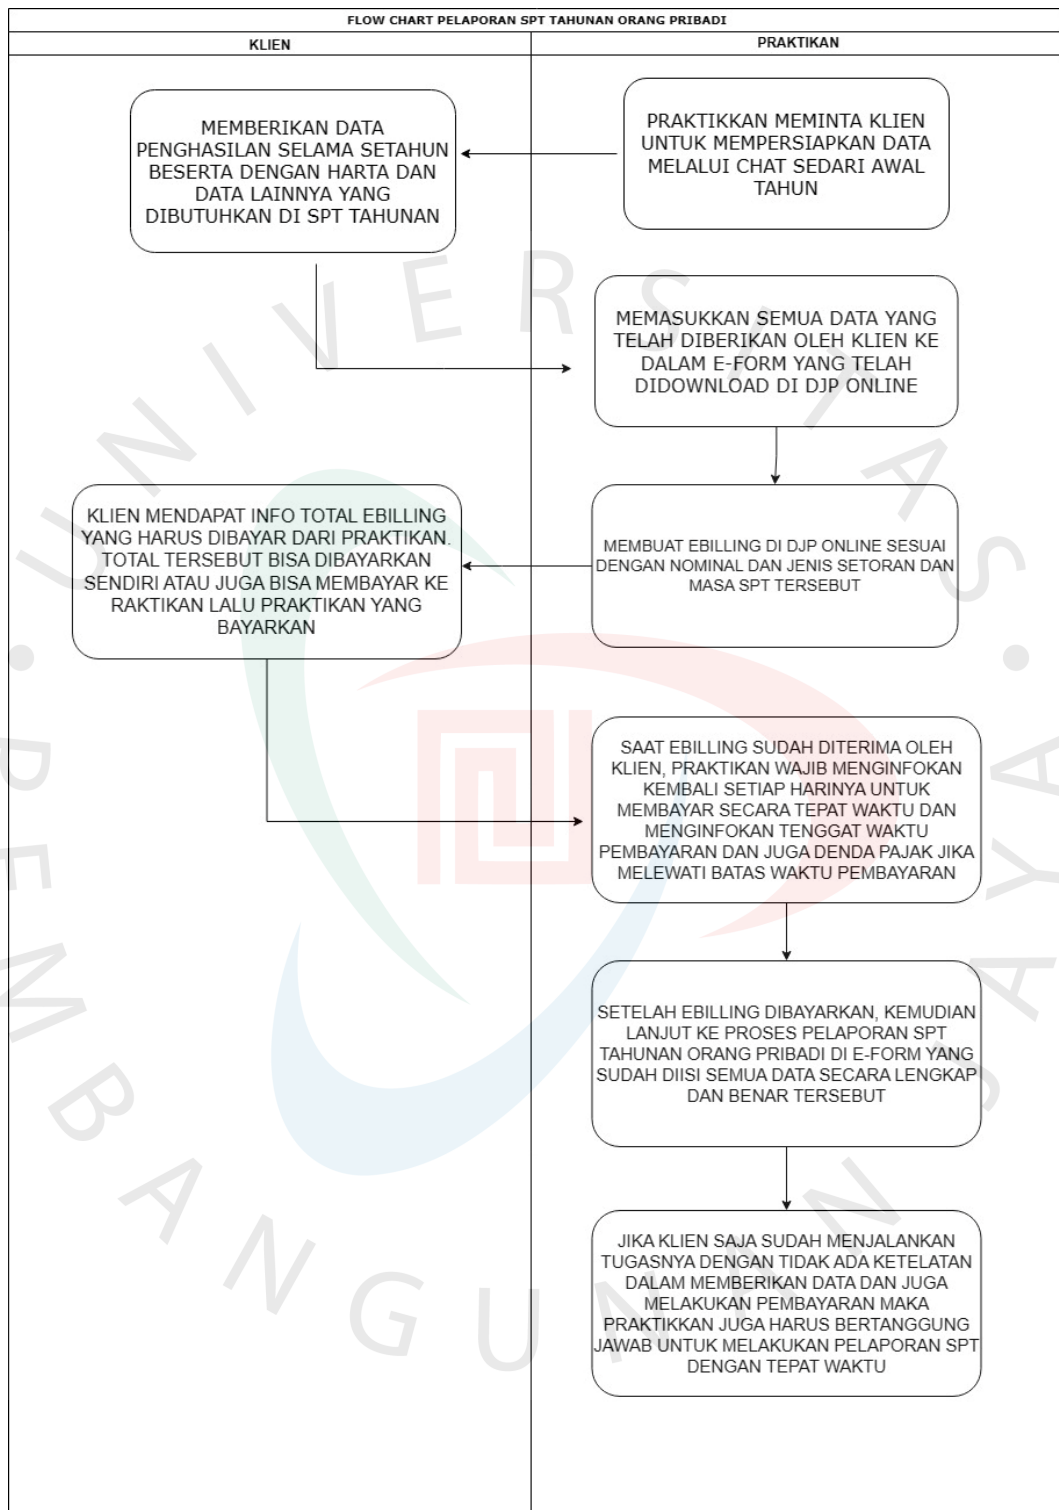 FLOW CHART PELAPORAN SPT TAHUNAN ORANG PRIBADI
KLIEN
PRAKTIKAN
PRAKTIKKAN MEMINTA KLIEN
UNTUK MEMPERSIAPKAN DATA
MELALUI CHAT SEDARI AWAL
TAHUN
MEMBERIKAN DATA
PENGHASILAN SELAMA SETAHUN
BESERTA DENGAN HARTA DAN
DATA LAINNYA YANG
DIBUTUHKAN DI SPT TAHUNAN
MEMASUKKAN SEMUA DATA YANG
TELAH DIBERIKAN OLEH KLIEN KE
DALAM E-FORM YANG TELAH
DIDOWNLOAD DI DJP ONLINE
MEMBUAT EBILLING DI DJP ONLINE SESUAI
DENGAN NOMINAL DAN JENIS SETORAN DAN
MASA SPT TERSEBUT
KLIEN MENDAPAT INFO TOTAL EBILLING
YANG HARUS DIBAYAR DARI PRAKTIKAN.
TOTAL TERSEBUT BISA DIBAYARKAN
SENDIRI ATAU JUGA BISA MEMBAYAR KE
RAKTIKAN LALU PRAKTIKAN YANG
BAYARKAN
SAAT EBILLING SUDAH DITERIMA OLEH
KLIEN, PRAKTIKAN WAJIB MENGINFOKAN
KEMBALI SETIAP HARINYA UNTUK
MEMBAYAR SECARA TEPAT WAKTU DAN
MENGINFOKAN TENGGAT WAKTU
PEMBAYARAN DAN JUGA DENDA PAJAK JIKA
MELEWATI BATAS WAKTU PEMBAYARAN
SETELAH EBILLING DIBAYARKAN, KEMUDIAN
LANJUT KE PROSES PELAPORAN SPT
TAHUNAN ORANG PRIBADI DI E-FORM YANG
SUDAH DIISI SEMUA DATA SECARA LENGKAP
DAN BENAR TERSEBUT
JIKA KLIEN SAJA SUDAH MENJALANKAN
TUGASNYA DENGAN TIDAK ADA KETELATAN
DALAM MEMBERIKAN DATA DAN JUGA
MELAKUKAN PEMBAYARAN MAKA
PRAKTIKKAN JUGA HARUS BERTANGGUNG
JAWAB UNTUK MELAKUKAN PELAPORAN SPT
DENGAN TEPAT WAKTU
UNIVERSITAS
PEMBANGUNAN JAYA